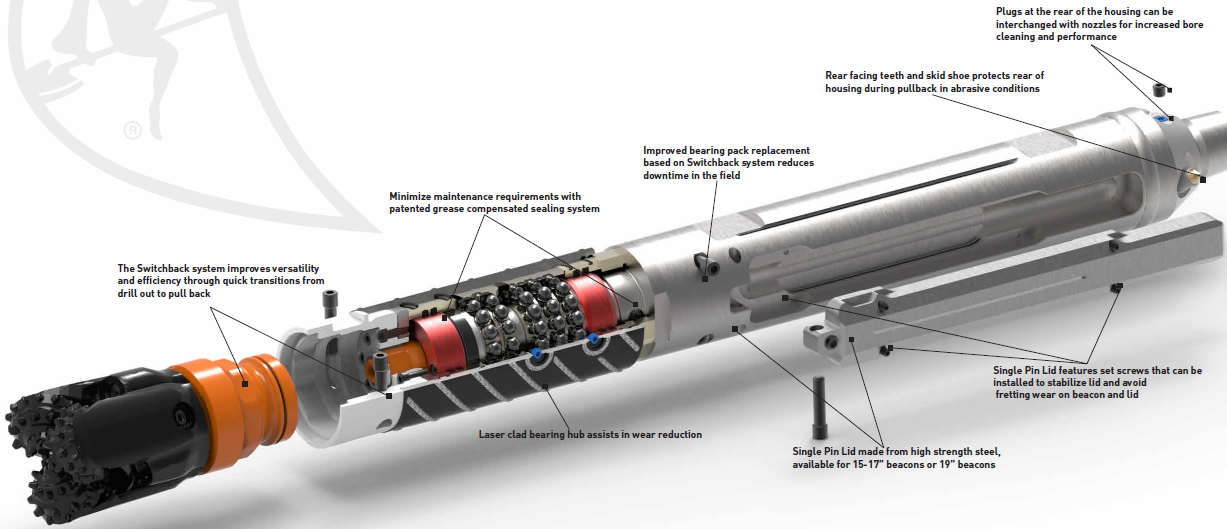 Plugs at the rear of the housing can be
interchanged with nozzles for increased bore
cleaning and performance
Rear facing teeth and skid shoe protects rear of
housing during pullback in abrasive conditions
Improved bearing pack replacement
based on Switchback system reduces
downtime in the field
Minimize maintenance requirements with
patented grease compensated sealing system
The Switchback system improves versatility
and efficiency through quick transitions from
drill out to pull back
Single Pin Lid features set screws that can be
installed to stabilize lid and avoid
fretting wear on beacon and lid
Laser clad bearing hub assists in wear reduction
Single Pin Lid made from high strength steel,
available for 15-17" beacons or 19" beacons
®